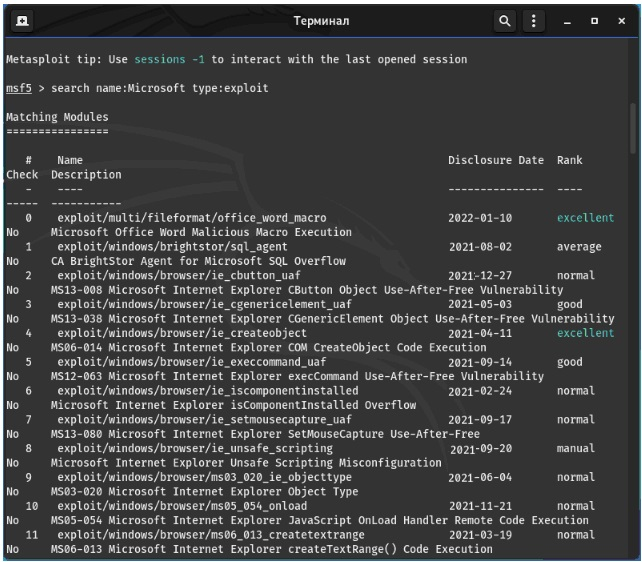 Терминал
Metasploit tip: Use sessions -1 to interact with the last opened session
msf5 > search name:Microsoft type:exploit
Matching Modules
================
# Name Disclosure Date Rank
Check Description
- ---- --------------- ----
----- -----------
0 exploit/multi/fileformat/office_word_macro 2022-01-10 excellent
No Microsoft Office Word Malicious Macro Execution
1 exploit/windows/brightstor/sql_agent 2021-08-02 average
No CA BrightStor Agent for Microsoft SQL Overflow
2 exploit/windows/browser/ie_cbutton_uaf 2021-12-27 normal
No MS13-008 Microsoft Internet Explorer CButton Object Use-After-Free Vulnerability
3 exploit/windows/browser/ie_cgenericelement_uaf 2021-05-03 good
No MS13-038 Microsoft Internet Explorer CGenericElement Object Use-After-Free Vulnerability
4 exploit/windows/browser/ie_createobject 2021-04-11 excellent
No MS06-014 Microsoft Internet Explorer COM CreateObject Code Execution
5 exploit/windows/browser/ie_execcommand_uaf 2021-09-14 good
No MS12-063 Microsoft Internet Explorer execCommand Use-After-Free Vulnerability
6 exploit/windows/browser/ie_iscomponentinstalled 2021-02-24 normal
No Microsoft Internet Explorer isComponentInstalled Overflow
7 exploit/windows/browser/ie_setmousecapture_uaf 2021-09-17 normal
No MS13-080 Microsoft Internet Explorer SetMouseCapture Use-After-Free
8 exploit/windows/browser/ie_unsafe_scripting 2021-09-20 manual
No Microsoft Internet Explorer Unsafe Scripting Misconfiguration
9 exploit/windows/browser/ms03_020_ie_objecttype 2021-06-04 normal
No MS03-020 Microsoft Internet Explorer Object Type
10 exploit/windows/browser/ms05_054_onload 2021-11-21 normal
No MS05-054 Microsoft Internet Explorer JavaScript OnLoad Handler Remote Code Execution
11 exploit/windows/browser/ms06_013_createtextrange 2021-03-19 normal
No MS06-013 Microsoft Internet Explorer createTextRange() Code Execution